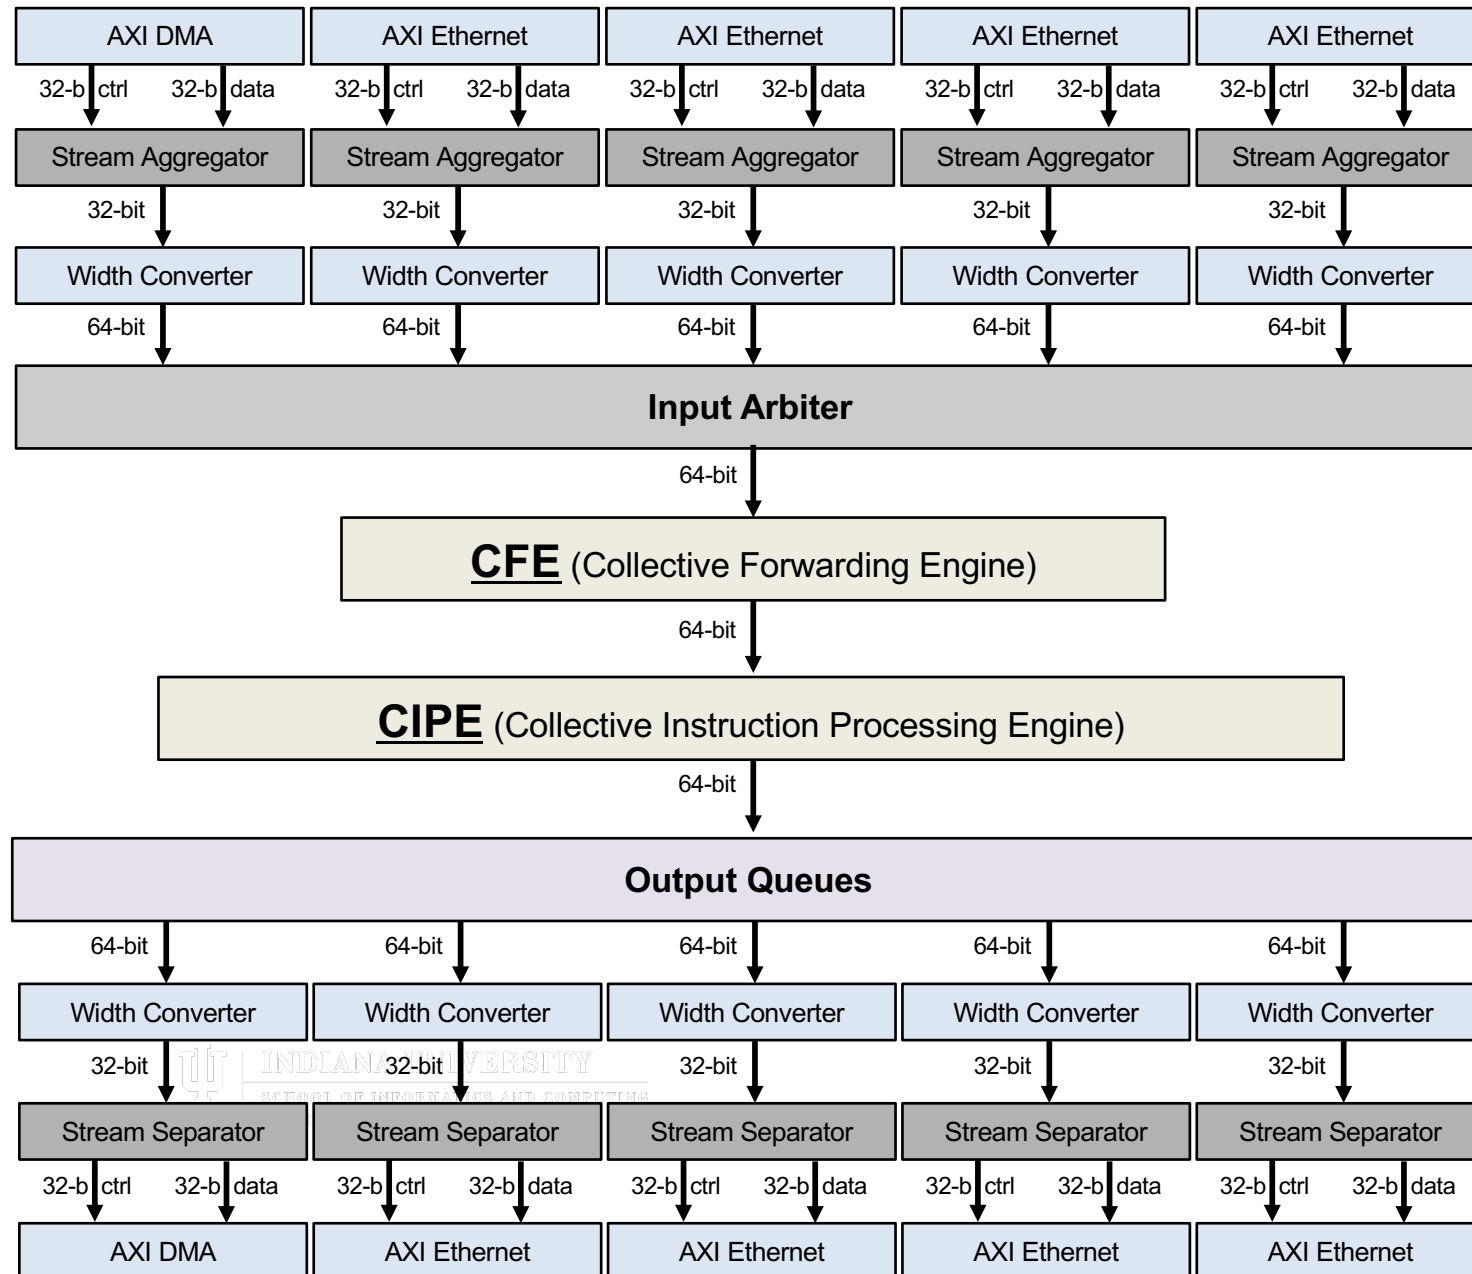 AXI DMA AXI Ethernet AXI Ethernet AXI Ethernet AXI Ethernet
32-b ctrl 32-b data 32-b ctrl 32-b data 32-b ctrl 32-b data 32-b ctrl 32-b data 32-b ctrl 32-b data
Stream Aggregator Stream Aggregator Stream Aggregator Stream Aggregator Stream Aggregator
32-bit 32-bit 32-bit 32-bit 32-bit
Width Converter Width Converter Width Converter Width Converter Width Converter
64-bit 64-bit 64-bit 64-bit 64-bit
Input Arbiter
64-bit
CFE (Collective Forwarding Engine)
64-bit
CIPE (Collective Instruction Processing Engine)
64-bit
Output Queues
64-bit 64-bit 64-bit 64-bit 64-bit
Width Converter Width Converter Width Converter Width Converter Width Converter
INDIANA UNIVERSITY
32-bit 32-bit 32-bit 32-bit 32-bit
SCHOOL OF INFORMATICS AND COMPUTING
Stream Separator Stream Separator Stream Separator Stream Separator Stream Separator
32-b ctrl 32-b data 32-b ctrl 32-b data 32-b ctrl 32-b data 32-b ctrl 32-b data 32-b ctrl 32-b data
AXI DMA AXI Ethernet AXI Ethernet AXI Ethernet AXI Ethernet